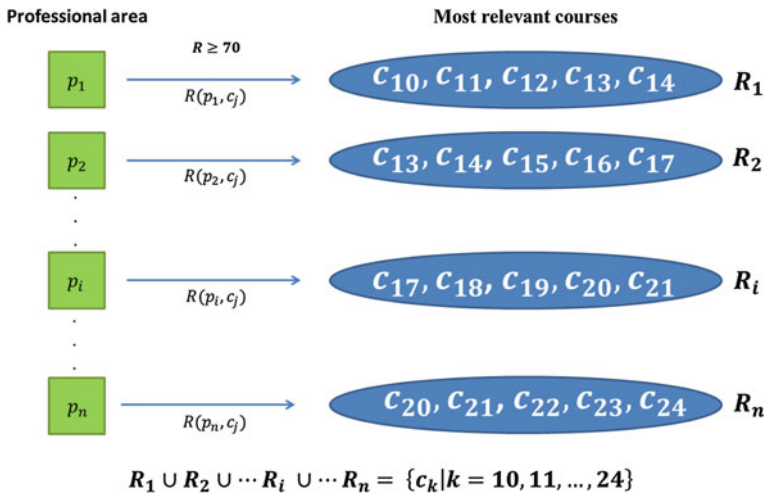 Professional area Most relevant courses
R ≥ 70
p₁ R(p₁, cⱼ) c₁₀, c₁₁, c₁₂, c₁₃, c₁₄ R₁
p₂ R(p₂, cⱼ) c₁₃, c₁₄, c₁₅, c₁₆, c₁₇ R₂
.
.
.
pᵢ R(pᵢ, cⱼ) c₁₇, c₁₈, c₁₉, c₂₀, c₂₁ Rᵢ
.
.
.
pₙ R(pₙ, cⱼ) c₂₀, c₂₁, c₂₂, c₂₃, c₂₄ Rₙ
R₁ ∪ R₂ ∪ ⋯ Rᵢ ∪ ⋯ Rₙ = {cₖ|k = 10, 11, ..., 24}